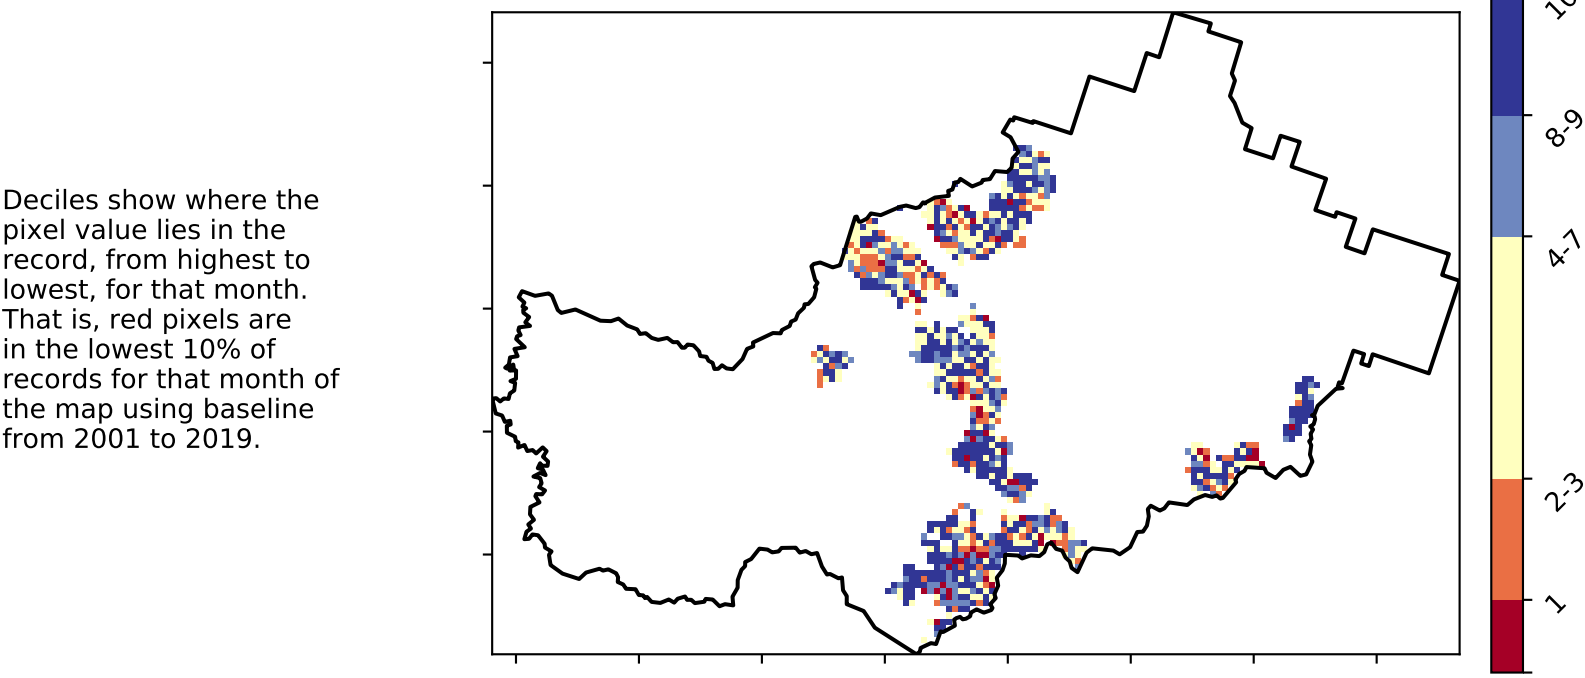 Deciles show where the
pixel value lies in the
record, from highest to
lowest, for that month.
That is, red pixels are
in the lowest 10% of
records for that month of
the map using baseline
from 2001 to 2019.
10
8-9
4-7
2-3
1